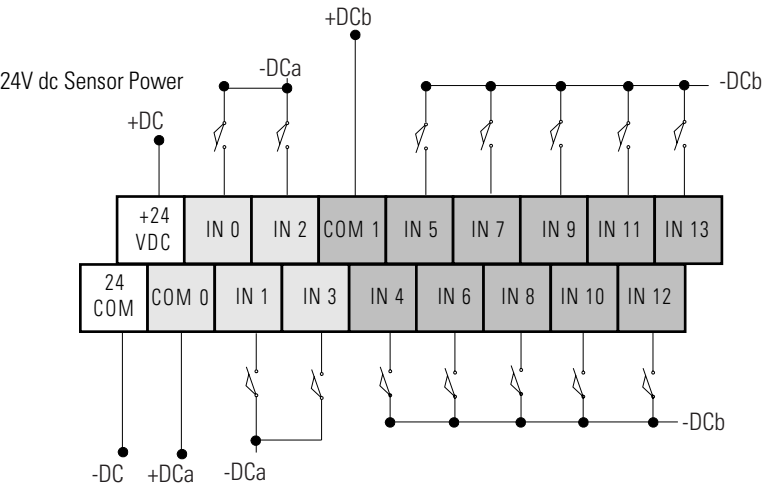 +DCb
-DCa
24V dc Sensor Power
-DCb
+DC
+24
VDC
IN 0
IN 2
COM 1
IN 5
IN 7
IN 9
IN 11
IN 13
24
COM
COM 0
IN 1
IN 3
IN 4
IN 6
IN 8
IN 10
IN 12
-DCb
-DC
+DCa
-DCa